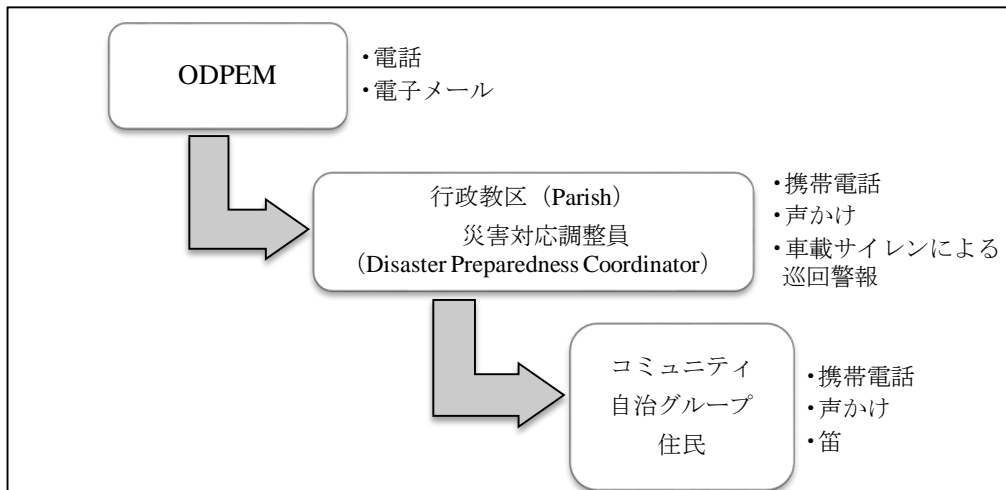 ODPEM
・電話
・電子メール
行政教区（Parish）
災害対応調整員
（Disaster Preparedness Coordinator）
・携帯電話
・声かけ
・車載サイレンによる
巡回警報
コミュニティ
自治グループ
住民
・携帯電話
・声かけ
・笛